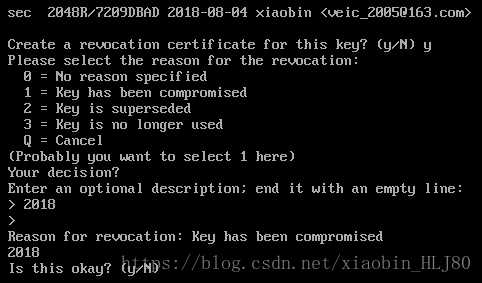 sec  2048R/7209DBAD 2018-08-04 xiaobin <veic_2005@163.com>
Create a revocation certificate for this key? (y/N) y
Please select the reason for the revocation:
  0 = No reason specified
  1 = Key has been compromised
  2 = Key is superseded
  3 = Key is no longer used
  Q = Cancel
(Probably you want to select 1 here)
Your decision?
Enter an optional description; end it with an empty line:
> 2018
>
Reason for revocation: Key has been compromised
2018
Is this okay? (y/N)
https://blog.csdn.net/xiaobin_HLJ80